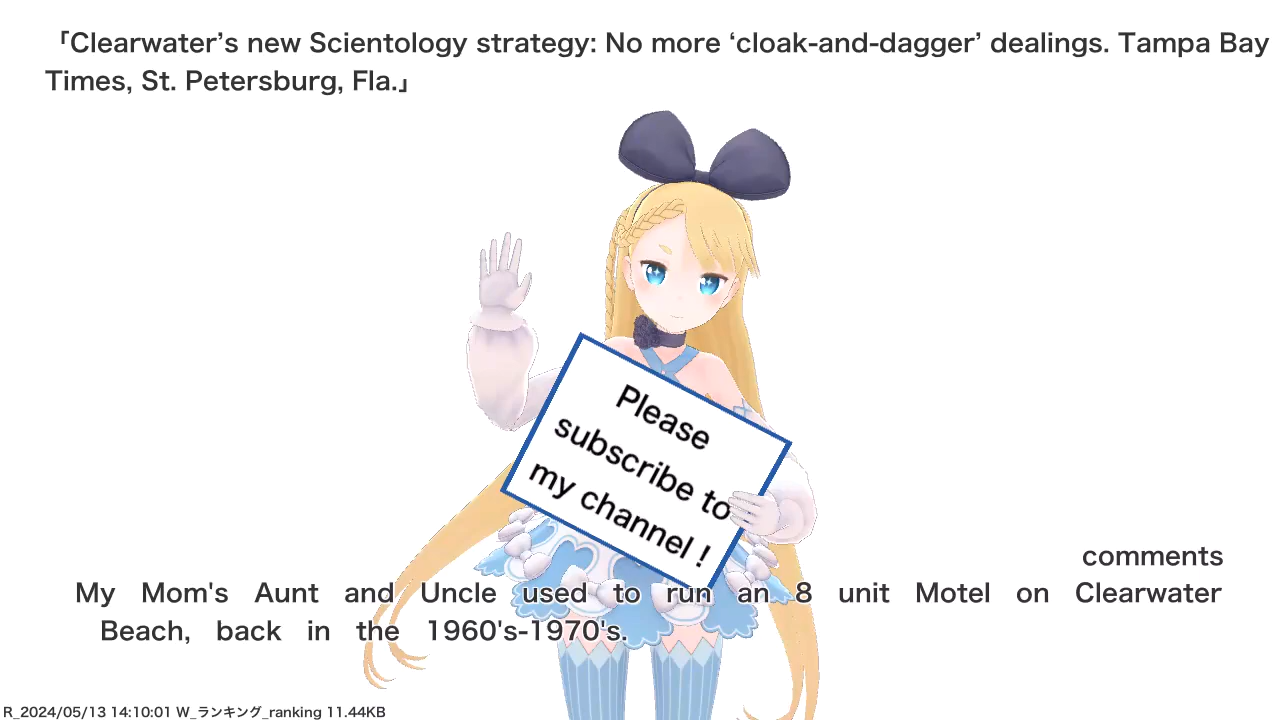 「Clearwater’s new Scientology strategy: No more ‘cloak-and-dagger’ dealings. Tampa Bay
Times, St. Petersburg, Fla.」
Please
subscribe to
my channel !
comments
My Mom's Aunt and Uncle used to run an 8 unit Motel on Clearwater
Beach, back in the 1960's-1970's.
R_2024/05/13 14:10:01 W_ランキング_ranking 11.44KB